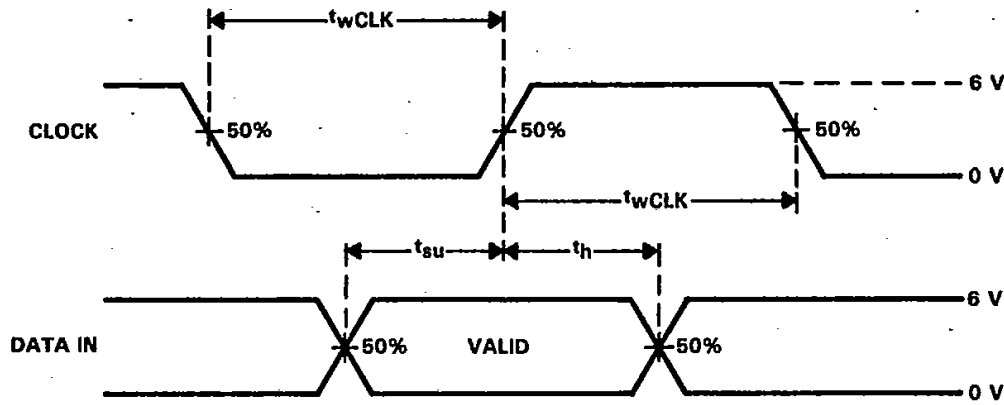 twCLK
6 V
CLOCK
50%
50%
50%
0 V
twCLK
tsu
th
6 V
DATA IN
50%
VALID
50%
0 V